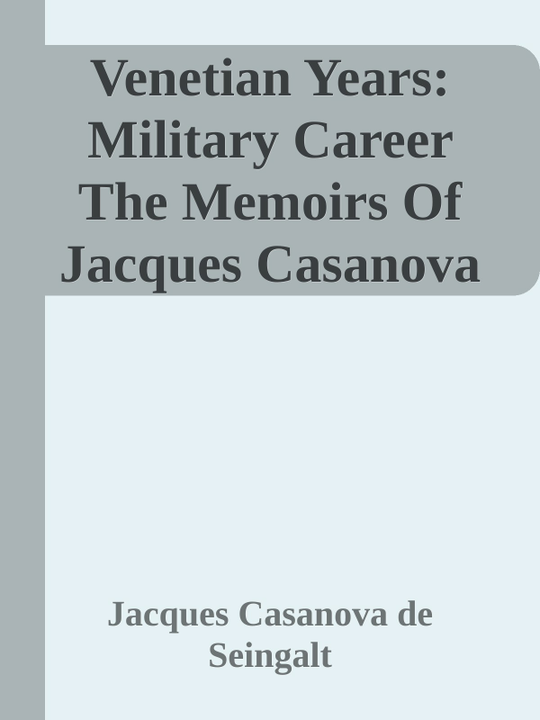 Venetian Years:
Military Career
The Memoirs Of
Jacques Casanova
Jacques Casanova de
Seingalt